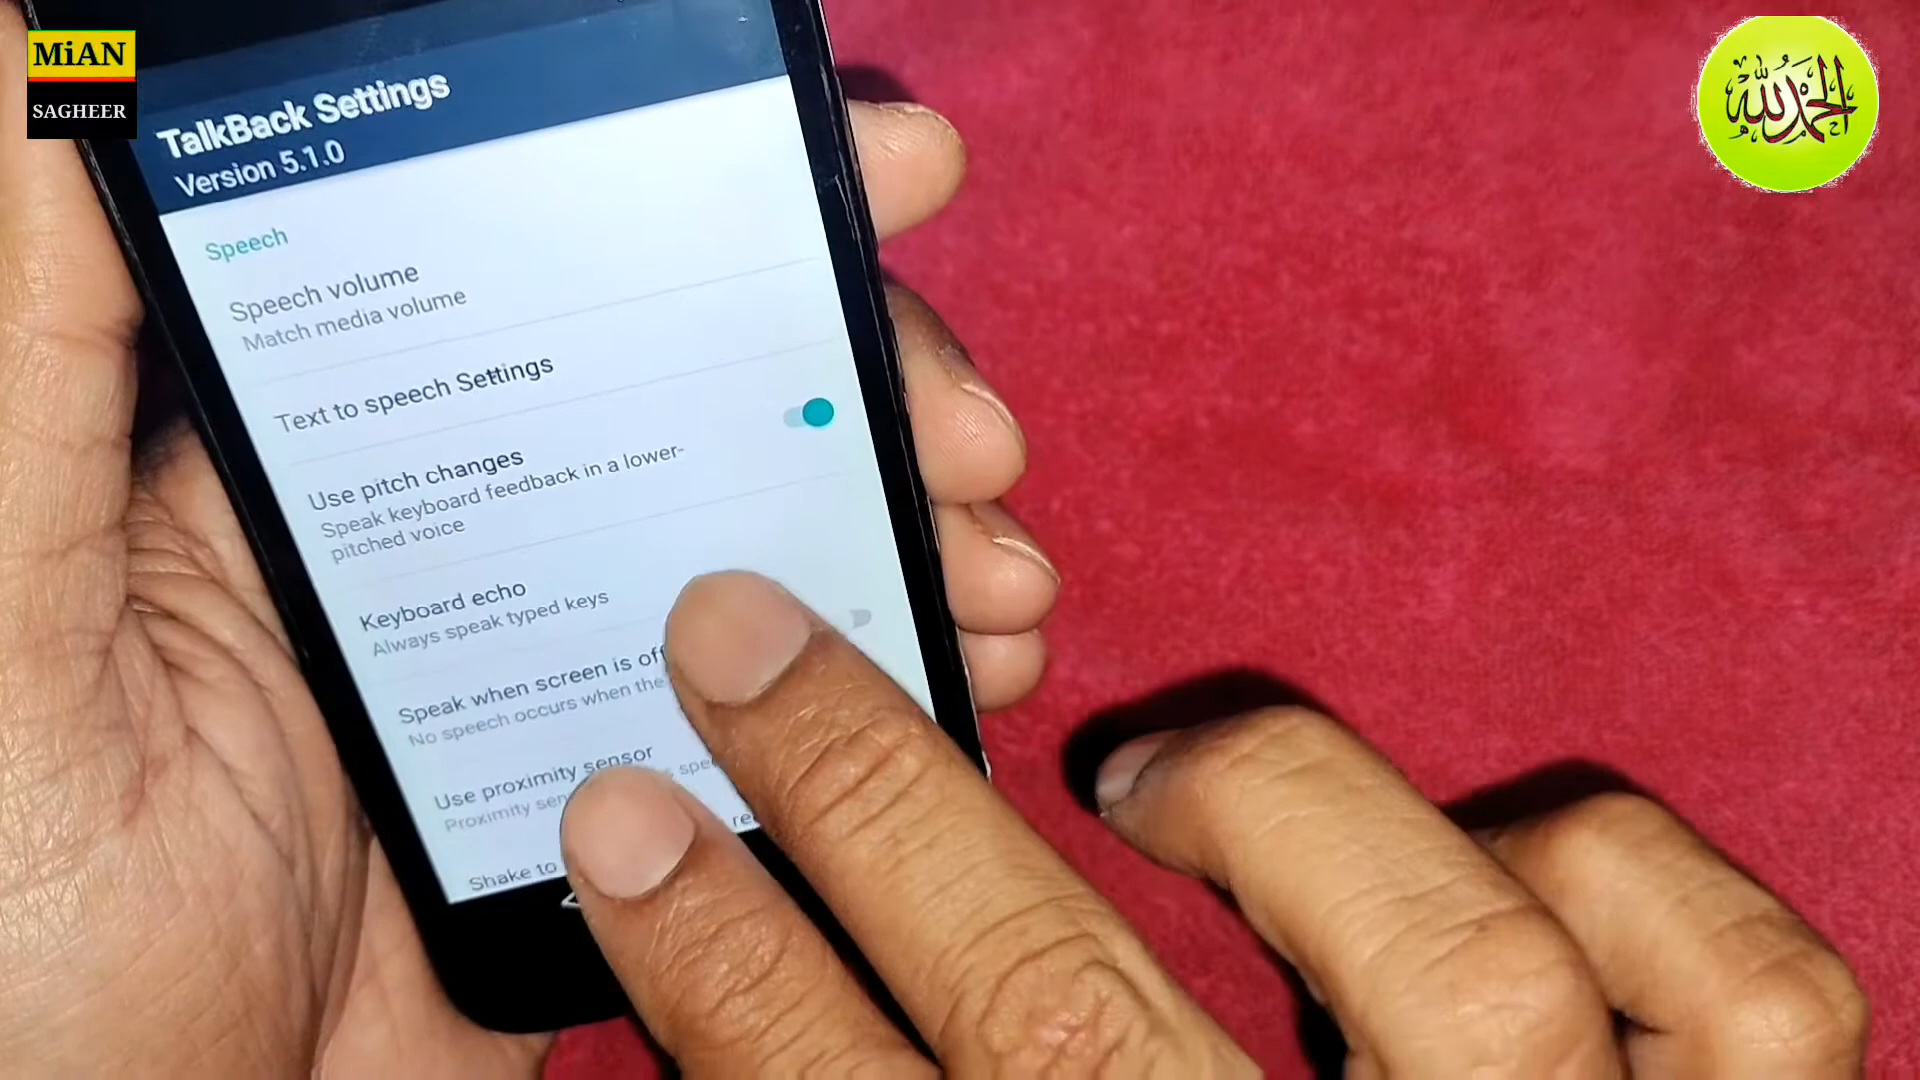 MiAN
SAGHEER
الحمد لله
TalkBack Settings
Version 5.1.0
Speech
Speech volume
Match media volume
Text to speech Settings
Use pitch changes
Speak keyboard feedback in a lower-
pitched voice
Keyboard echo
Always speak typed keys
Speak when screen is off
No speech occurs when the
Use proximity sensor
Proximity
Shake to